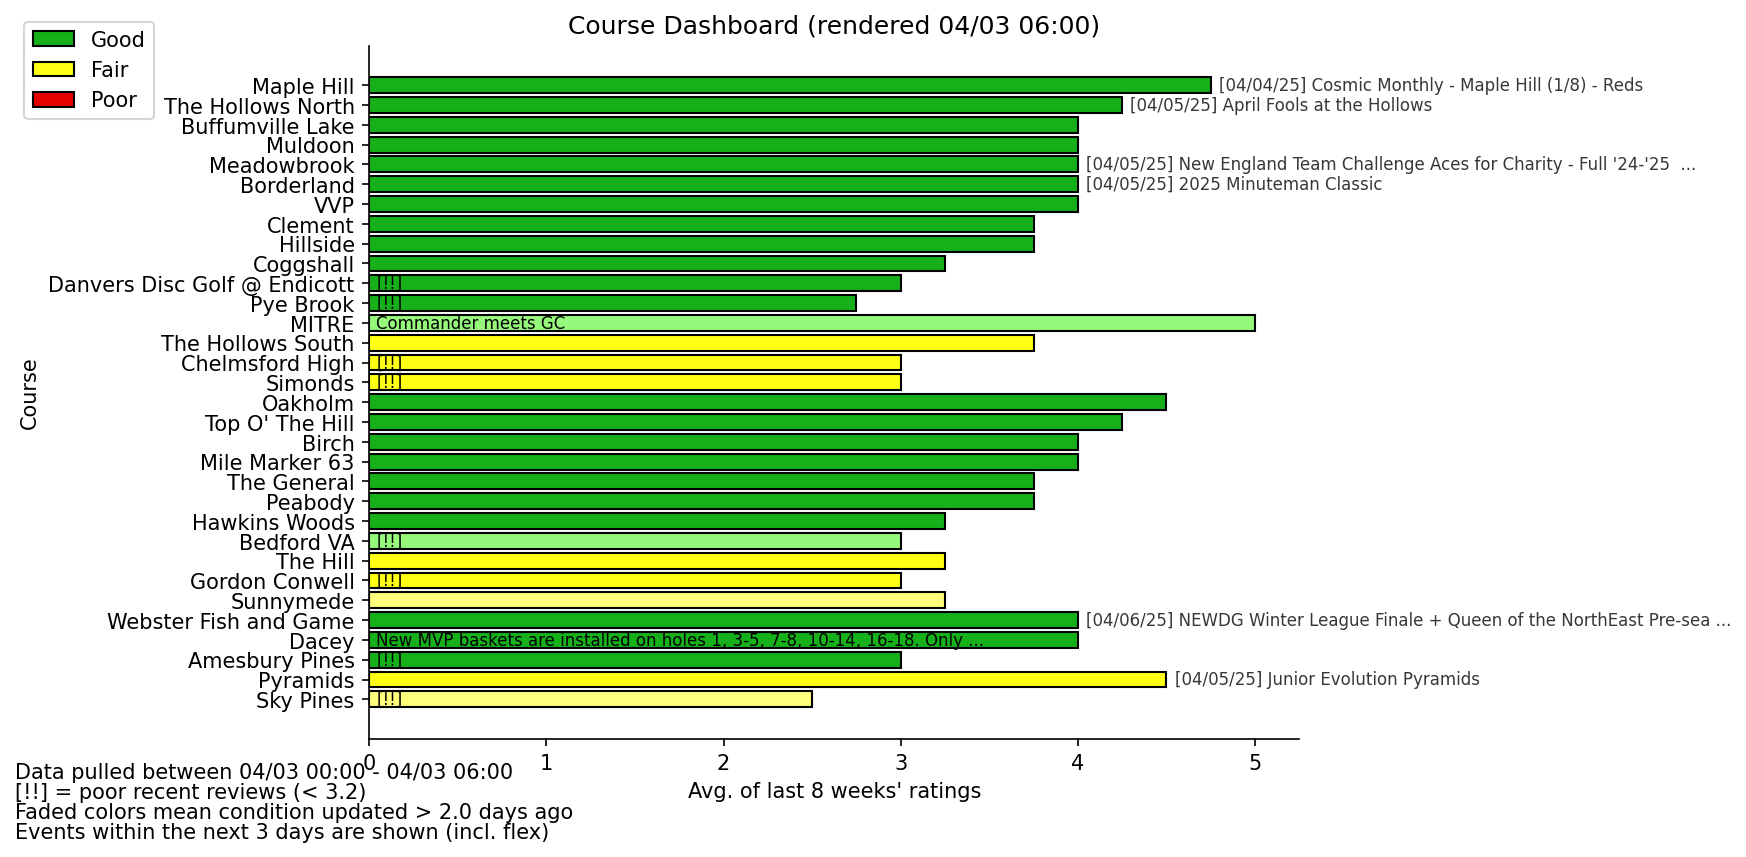 Course Dashboard (rendered 04/03 06:00)
Good
Fair
Poor
Maple Hill [04/04/25] Cosmic Monthly - Maple Hill (1/8) - Reds
The Hollows North [04/05/25] April Fools at the Hollows
Buffumville Lake
Muldoon
Meadowbrook [04/05/25] New England Team Challenge Aces for Charity - Full '24-'25 ...
Borderland [04/05/25] 2025 Minuteman Classic
VVP
Clement
Hillside
Coggshall
Danvers Disc Golf @ Endicott [!!]
Pye Brook [!!]
MITRE Commander meets GC
The Hollows South
Chelmsford High [!!]
Simonds [!!]
Oakholm
Top O' The Hill
Birch
Mile Marker 63
The General
Peabody
Hawkins Woods
Bedford VA [!!]
The Hill
Gordon Conwell [!!]
Sunnymede
Webster Fish and Game [04/06/25] NEWDG Winter League Finale + Queen of the NorthEast Pre-sea ...
Dacey New MVP baskets are installed on holes 1, 3-5, 7-8, 10-14, 16-18. Only ...
Amesbury Pines [!!]
Pyramids [04/05/25] Junior Evolution Pyramids
Sky Pines [!!]
Course
0 1 2 3 4 5
Avg. of last 8 weeks' ratings
Data pulled between 04/03 00:00 - 04/03 06:00
[!!] = poor recent reviews (< 3.2)
Faded colors mean condition updated > 2.0 days ago
Events within the next 3 days are shown (incl. flex)